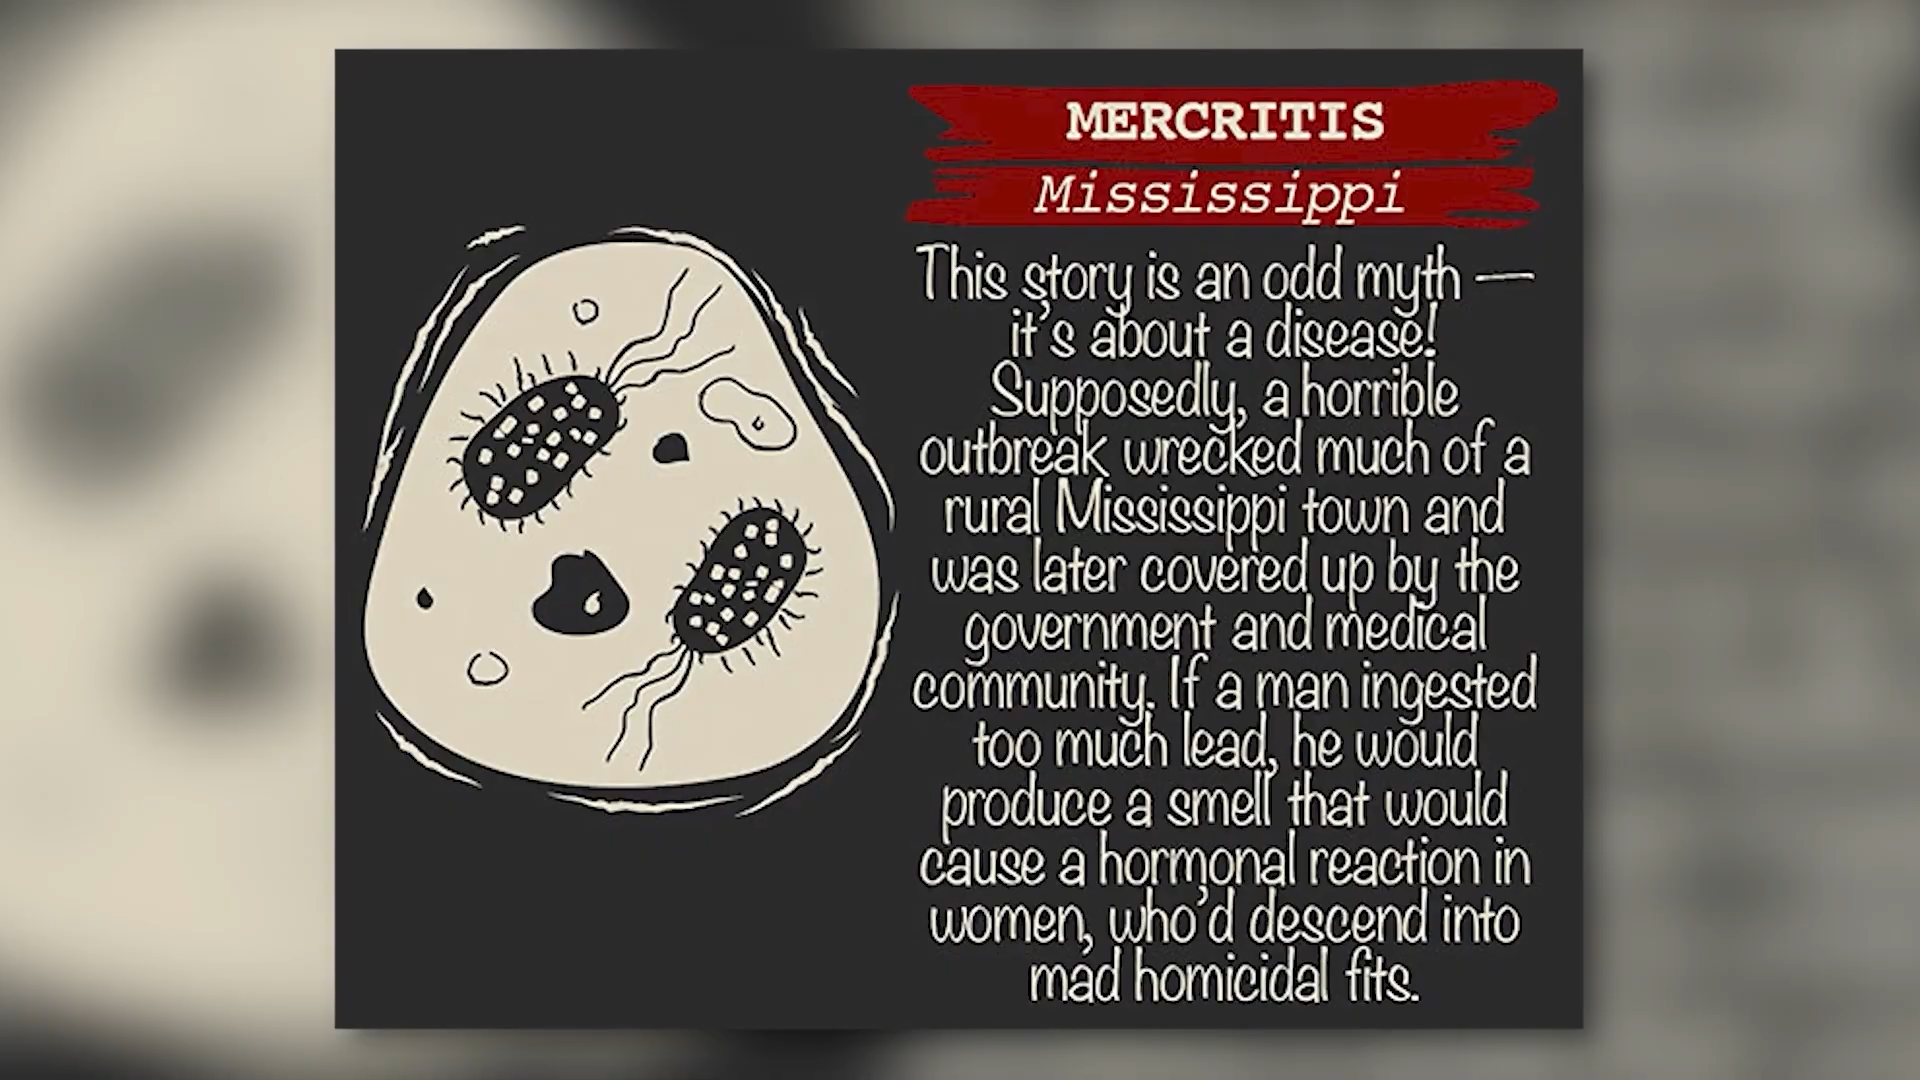 MERCRITIS
Mississippi
This story is an odd myth —
it's about a disease!
Supposedly, a horrible
outbreak wrecked much of a
rural Mississippi town and
was later covered up by the
government and medical
community. If a man ingested
too much lead, he would
produce a smell that would
cause a hormonal reaction in
women, who'd descend into
mad homicidal fits.